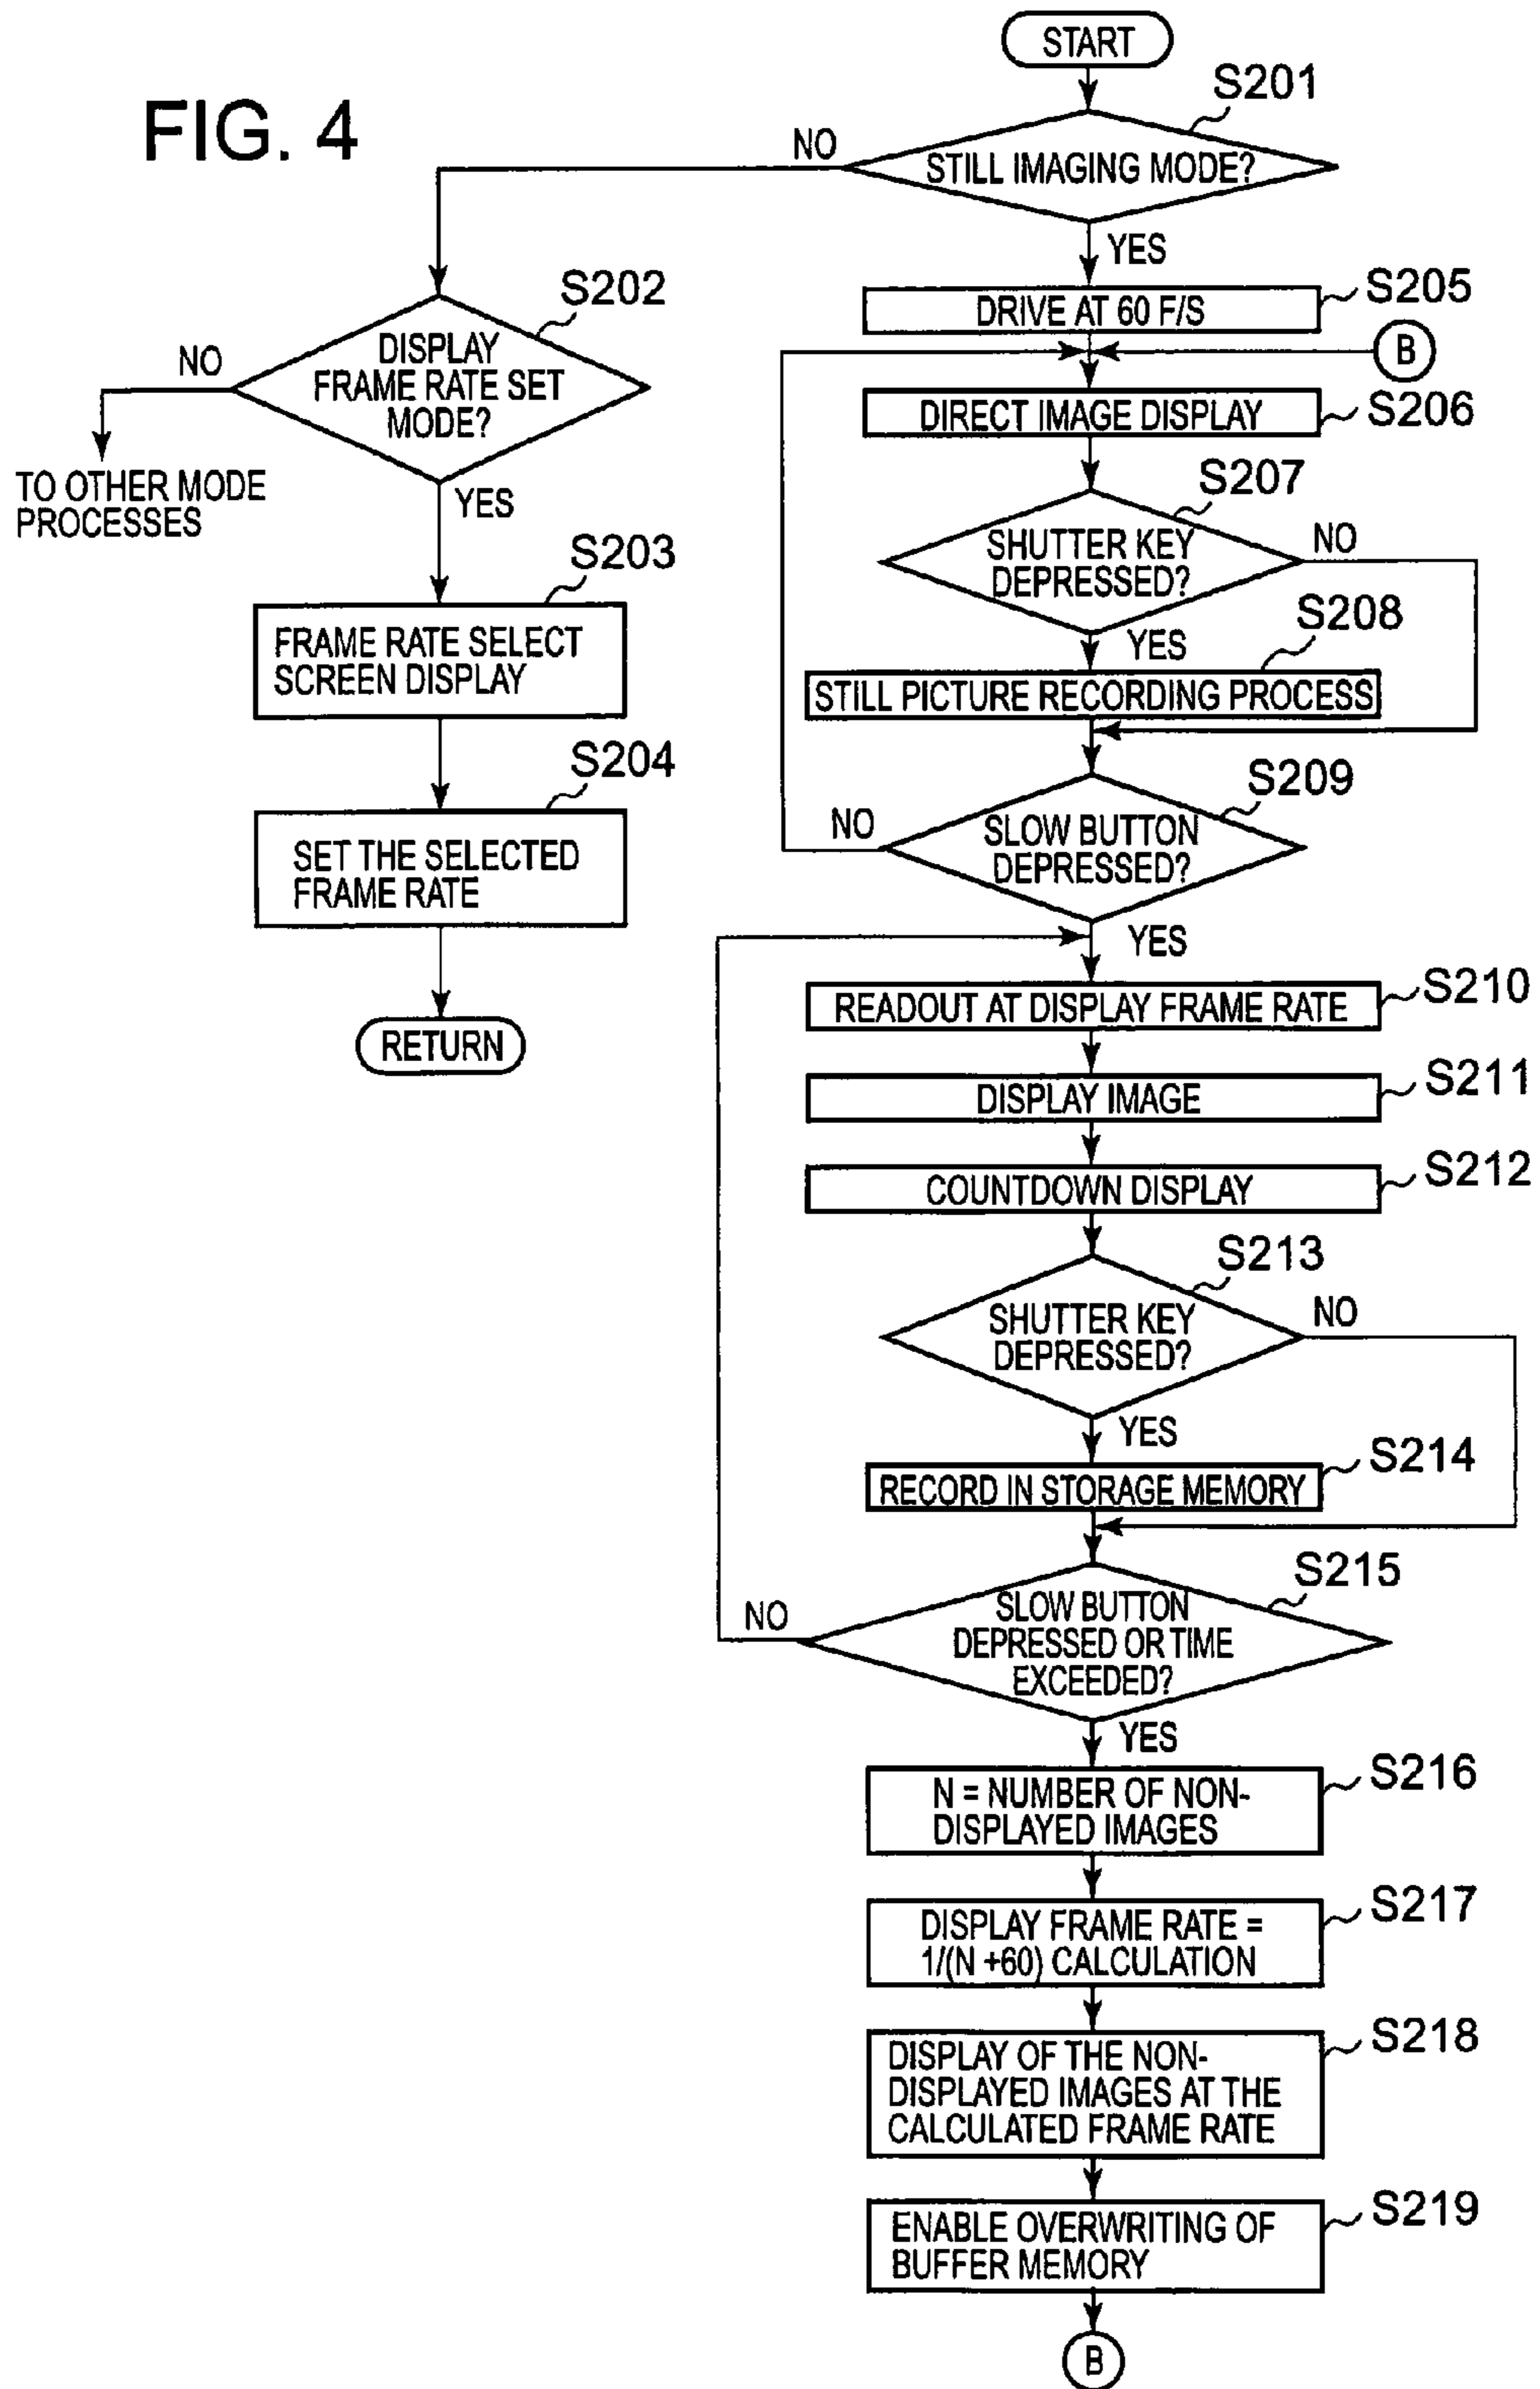 FIG. 4
START
S201
STILL IMAGING MODE?
NO
YES
S202
DISPLAY
FRAME RATE SET
MODE?
NO
TO OTHER MODE
PROCESSES
YES
S203
FRAME RATE SELECT
SCREEN DISPLAY
S204
SET THE SELECTED
FRAME RATE
RETURN
S205
DRIVE AT 60 F/S
B
S206
DIRECT IMAGE DISPLAY
S207
SHUTTER KEY
DEPRESSED?
NO
YES
S208
STILL PICTURE RECORDING PROCESS
S209
SLOW BUTTON
DEPRESSED?
NO
YES
S210
READOUT AT DISPLAY FRAME RATE
S211
DISPLAY IMAGE
S212
COUNTDOWN DISPLAY
S213
SHUTTER KEY
DEPRESSED?
NO
YES
S214
RECORD IN STORAGE MEMORY
S215
SLOW BUTTON
DEPRESSED OR TIME
EXCEEDED?
NO
YES
S216
N = NUMBER OF NON-
DISPLAYED IMAGES
S217
DISPLAY FRAME RATE =
1/(N +60) CALCULATION
S218
DISPLAY OF THE NON-
DISPLAYED IMAGES AT THE
CALCULATED FRAME RATE
S219
ENABLE OVERWRITING OF
BUFFER MEMORY
B